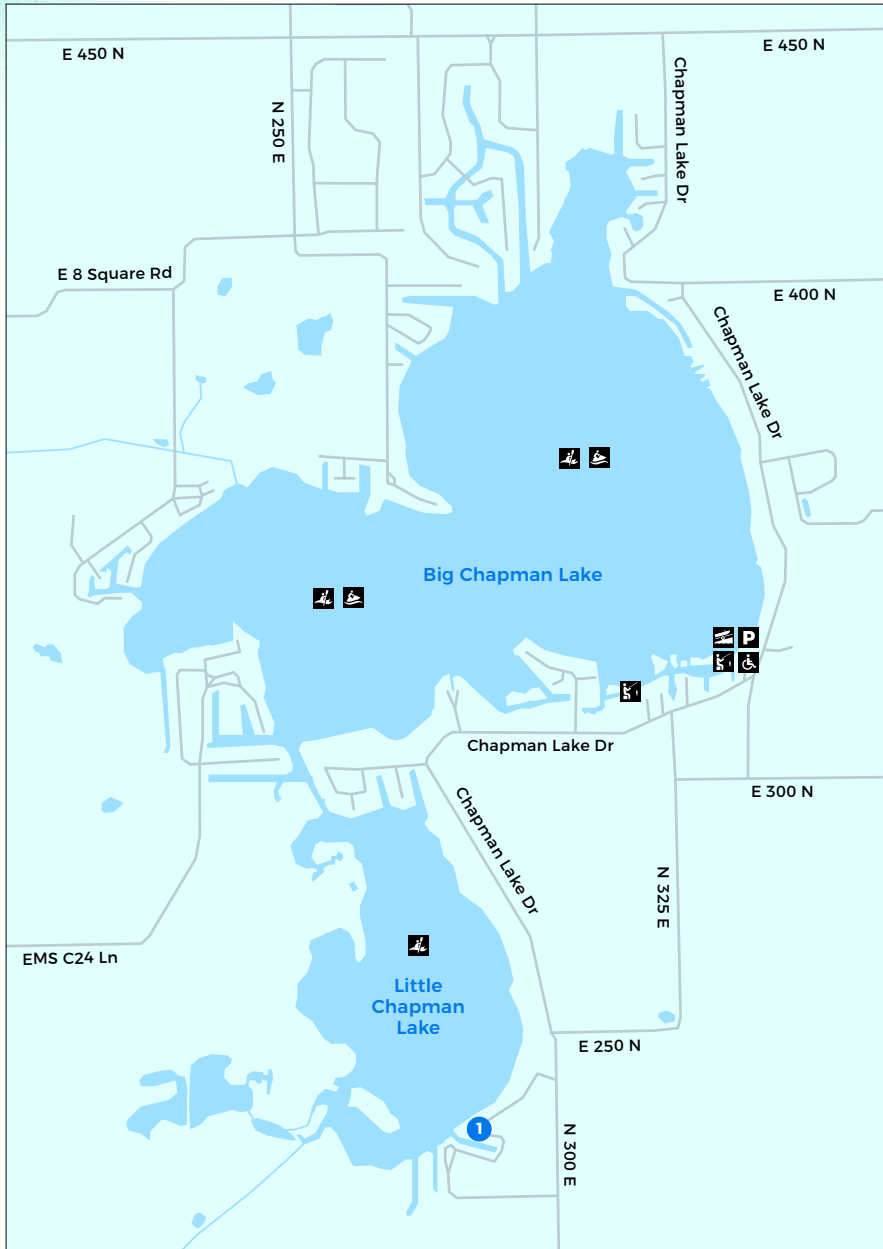 E 450 N
E 450 N
Chapman Lake Dr
N 250 E
E 8 Square Rd
E 400 N
Chapman Lake Dr
Big Chapman Lake
P
Chapman Lake Dr
E 300 N
Chapman Lake Dr
N 325 E
EMS C24 Ln
Little
Chapman
Lake
E 250 N
1
N 300 E